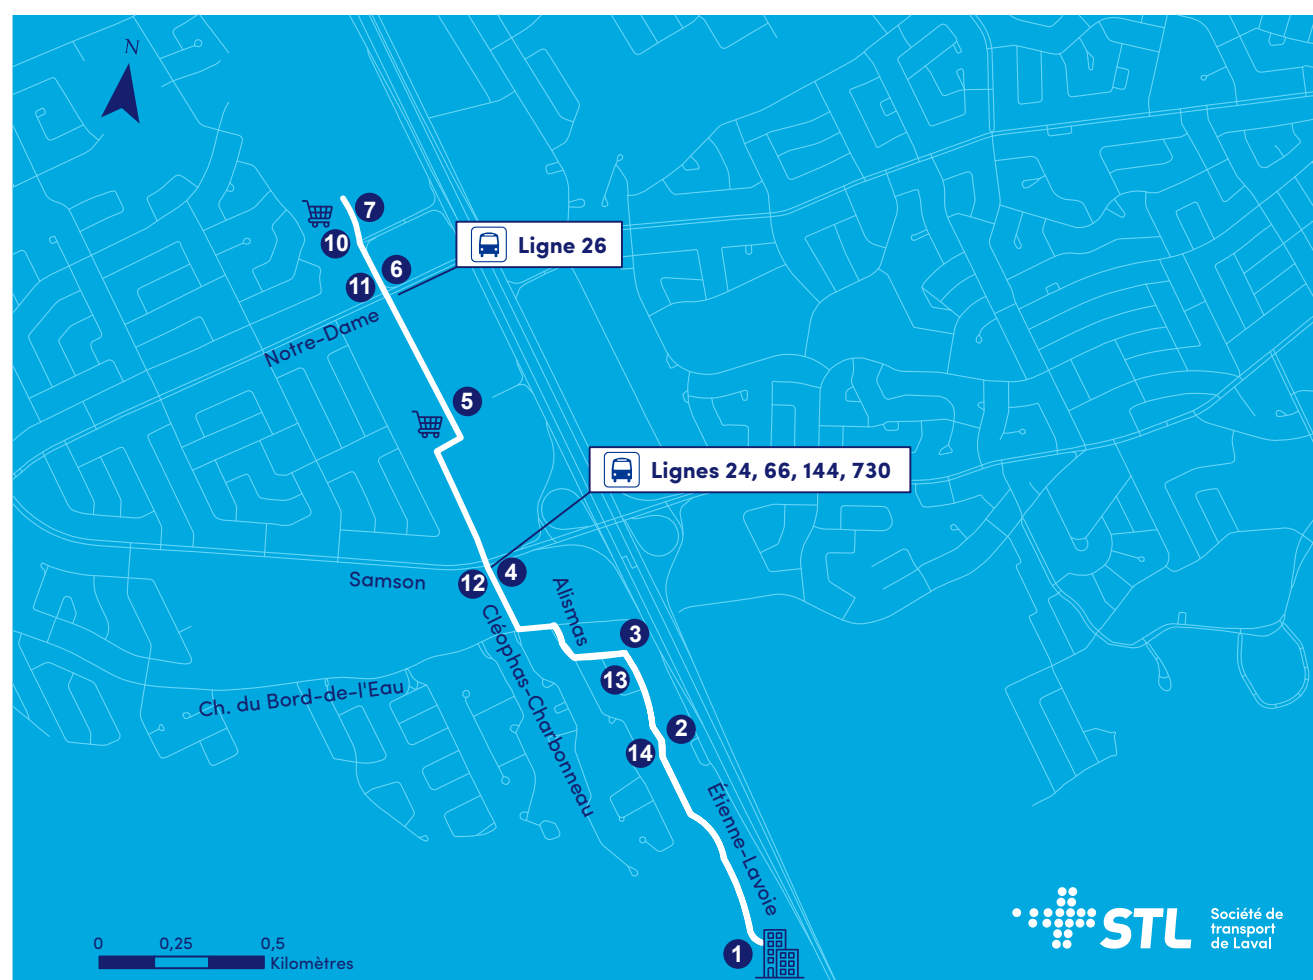 N
7
10
6
11
Ligne 26
Notre-Dame
5
Lignes 24, 66, 144, 730
Samson
12
4
Alismas
3
13
Cléophas-Charbonneau
Ch. du Bord-de-l'Eau
2
14
Étienne-Lavoie
1
0 0,25 0,5
Kilomètres
STL
Société de
transport
de Laval